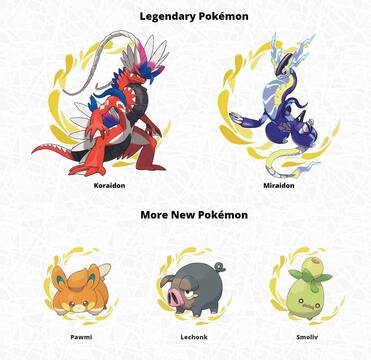 Legendary Pokémon
Koraidon
Miraidon
More New Pokémon
Pawmi
Lechonk
Smoliv